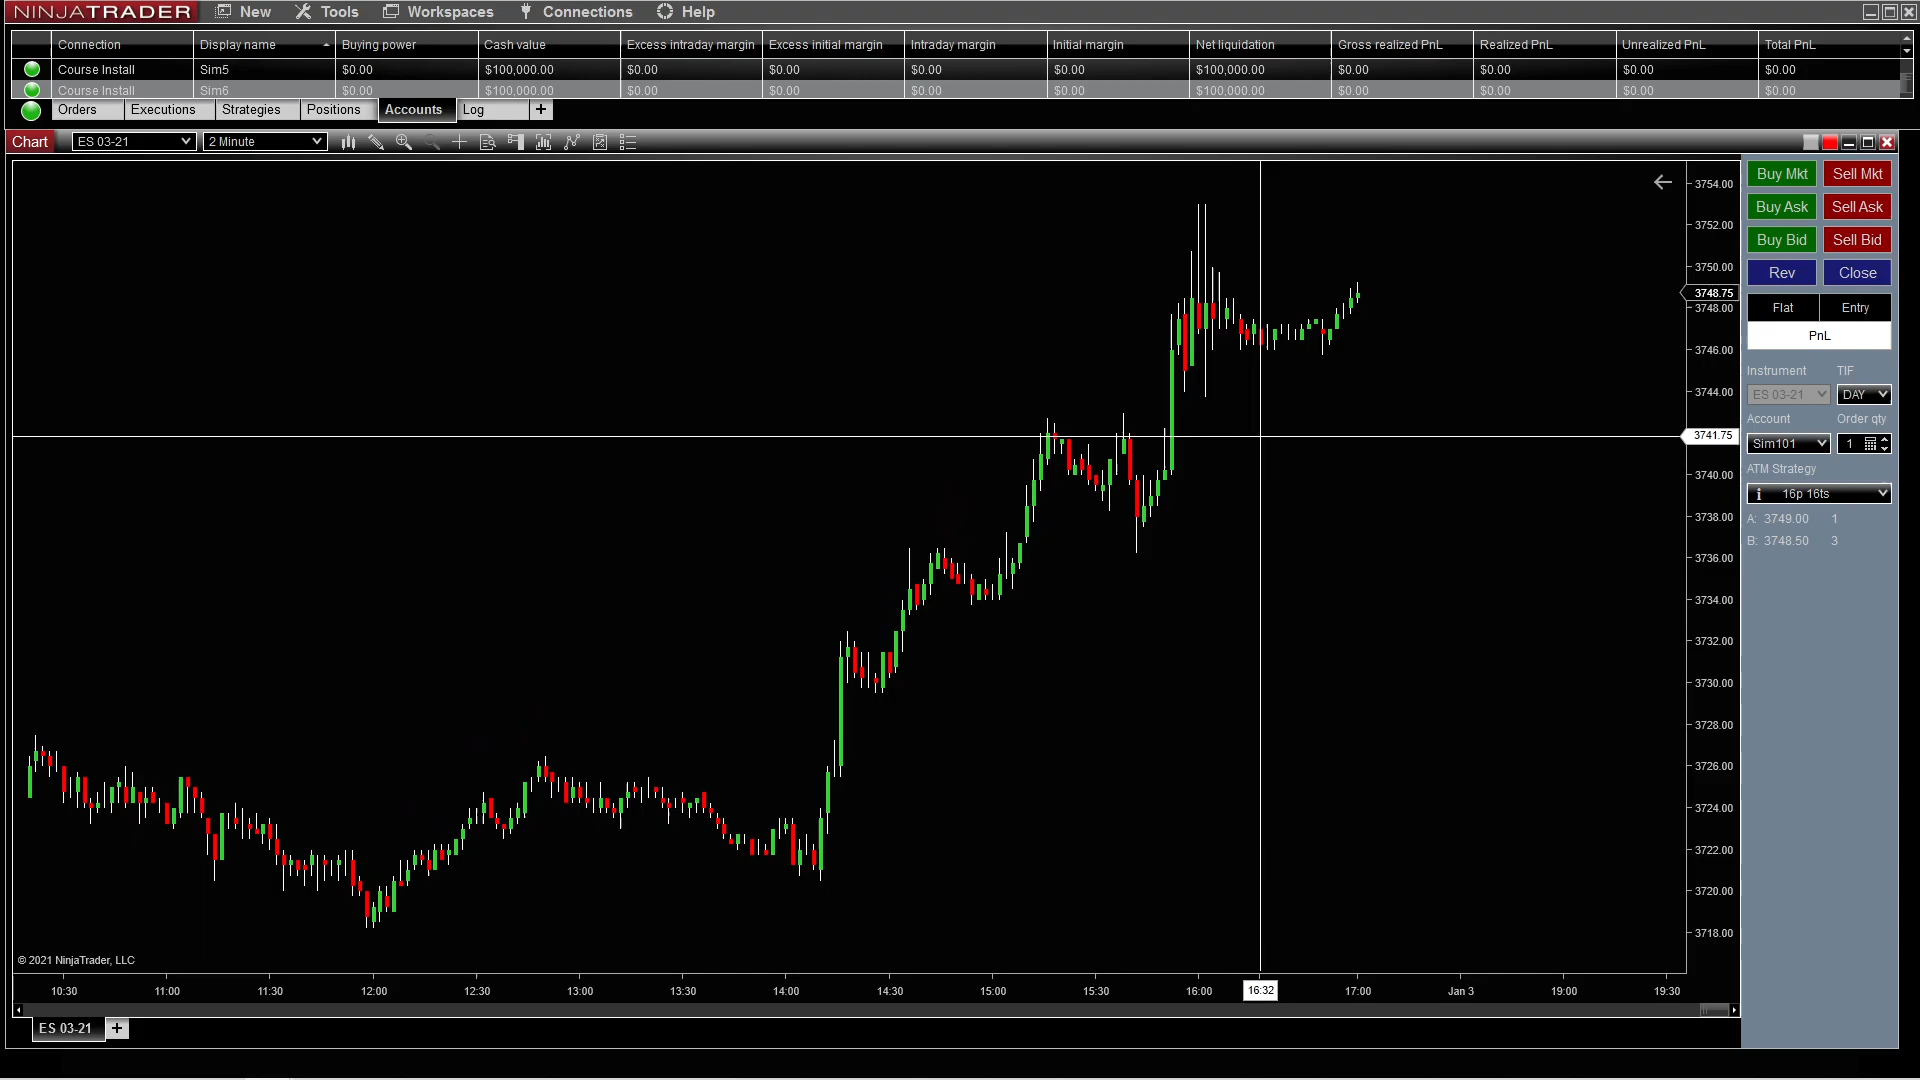 NINJATRADER New Tools Workspaces Connections Help
Connection Display name Buying power Cash value Excess intraday margin Excess initial margin Intraday margin Initial margin Net liquidation Gross realized PnL Realized PnL Unrealized PnL Total PnL
Course Install Sim5 $0.00 $100,000.00 $0.00 $0.00 $0.00 $0.00 $100,000.00 $0.00 $0.00 $0.00 $0.00
Course Install Sim6 $0.00 $100,000.00 $0.00 $0.00 $0.00 $0.00 $100,000.00 $0.00 $0.00 $0.00 $0.00
Orders Executions Strategies Positions Accounts Log +
Chart ES 03-21 2 Minute
3754.00
3752.00
3750.00
3748.75
3748.00
3746.00
3744.00
3741.75
3740.00
3738.00
3736.00
3734.00
3732.00
3730.00
3728.00
3726.00
3724.00
3722.00
3720.00
3718.00
Buy Mkt Sell Mkt
Buy Ask Sell Ask
Buy Bid Sell Bid
Rev Close
Flat Entry
PnL
Instrument TIF
ES 03-21 DAY
Account Order qty
Sim101 1
ATM Strategy
i 16p 16ts
A: 3749.00 1
B: 3748.50 3
© 2021 NinjaTrader, LLC
10:30 11:00 11:30 12:00 12:30 13:00 13:30 14:00 14:30 15:00 15:30 16:00 16:32 17:00 Jan 3 19:00 19:30
ES 03-21 +